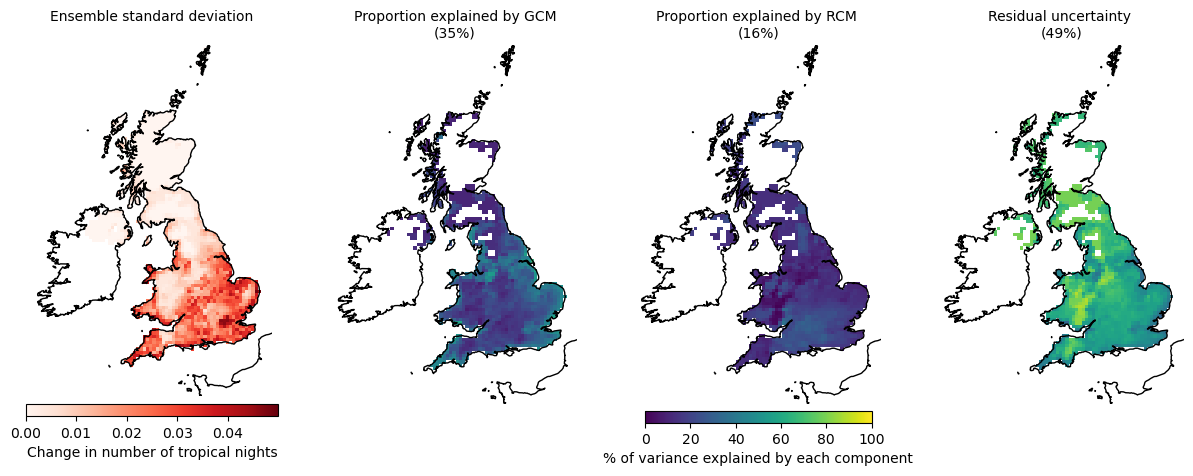 Ensemble standard deviation
Proportion explained by GCM
(35%)
Proportion explained by RCM
(16%)
Residual uncertainty
(49%)
0.00 0.01 0.02 0.03 0.04
Change in number of tropical nights
0 20 40 60 80 100
% of variance explained by each component